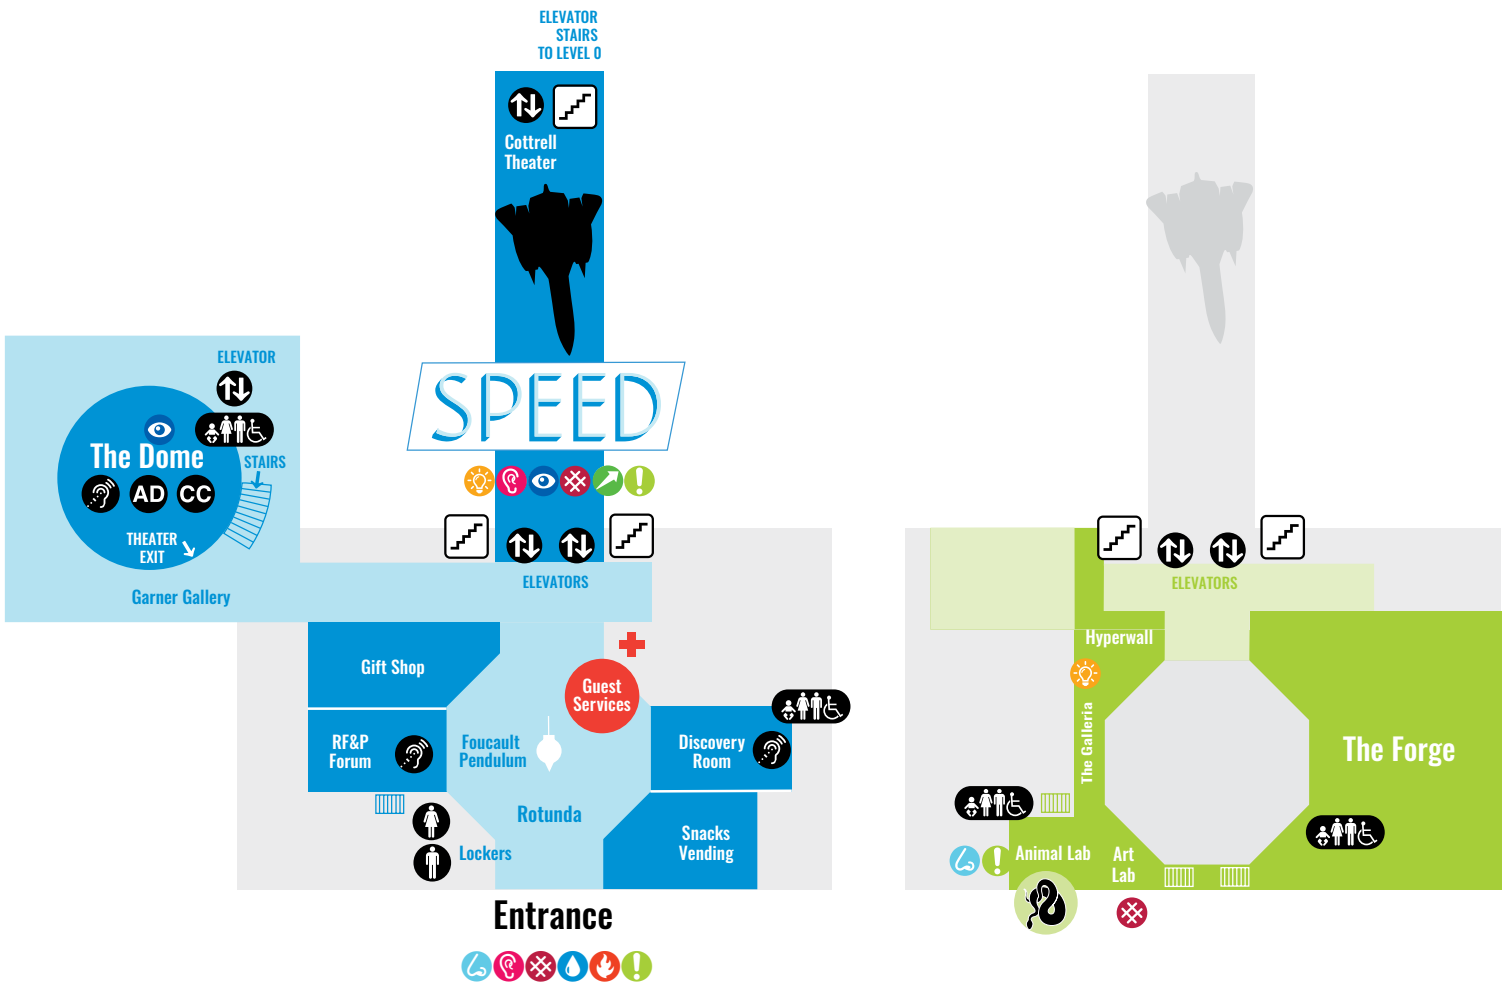 ELEVATOR
STAIRS
TO LEVEL 0
Cottrell
Theater
SPEED
ELEVATOR
The Dome
AD
CC
STAIRS
THEATER
EXIT
Garner Gallery
ELEVATORS
Gift Shop
Guest
Services
RF&P
Forum
Foucault
Pendulum
Discovery
Room
Rotunda
Lockers
Snacks
Vending
Entrance
ELEVATORS
Hyperwall
The Galleria
The Forge
Animal Lab
Art
Lab